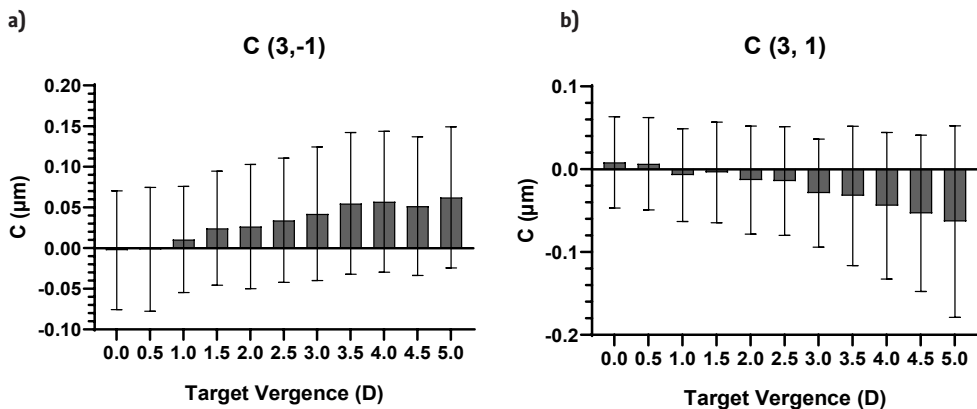 a)
C (3,-1)
C (µm)
0.20
0.15
0.10
0.05
0.00
-0.05
-0.10
0.0 0.5 1.0 1.5 2.0 2.5 3.0 3.5 4.0 4.5 5.0
Target Vergence (D)
b)
C (3, 1)
C (µm)
0.1
0.0
-0.1
-0.2
0.0 0.5 1.0 1.5 2.0 2.5 3.0 3.5 4.0 4.5 5.0
Target Vergence (D)